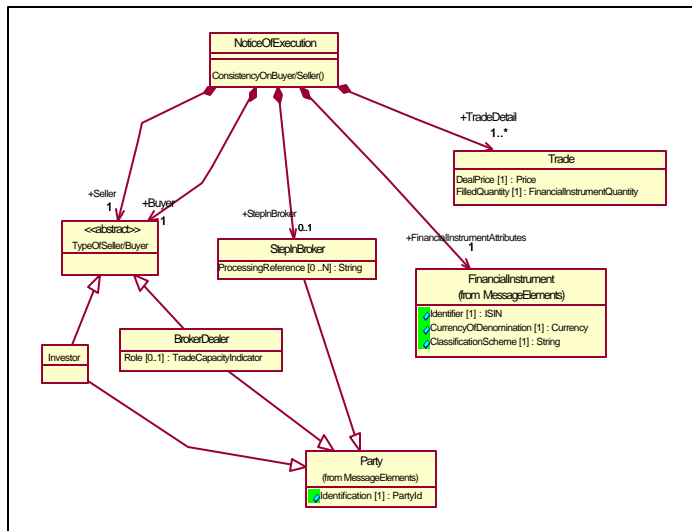 NoticeOfExecution
ConsistencyOnBuyer/Seller()
+TradeDetail
1..*
Trade
DealPrice [1] : Price
FilledQuantity [1] : FinancialInstrumentQuantity
+Seller
1
+Buyer
1
+StepInBroker
0..1
+FinancialInstrumentAttributes
1
<<abstract>>
TypeOfSeller/Buyer
StepInBroker
ProcessingReference [0 ..N] : String
FinancialInstrument
(from MessageElements)
Identifier [1] : ISIN
CurrencyOfDenomination [1] : Currency
ClassificationScheme [1] : String
BrokerDealer
Role [0..1] : TradeCapacityIndicator
Investor
Party
(from MessageElements)
Identification [1] : PartyId